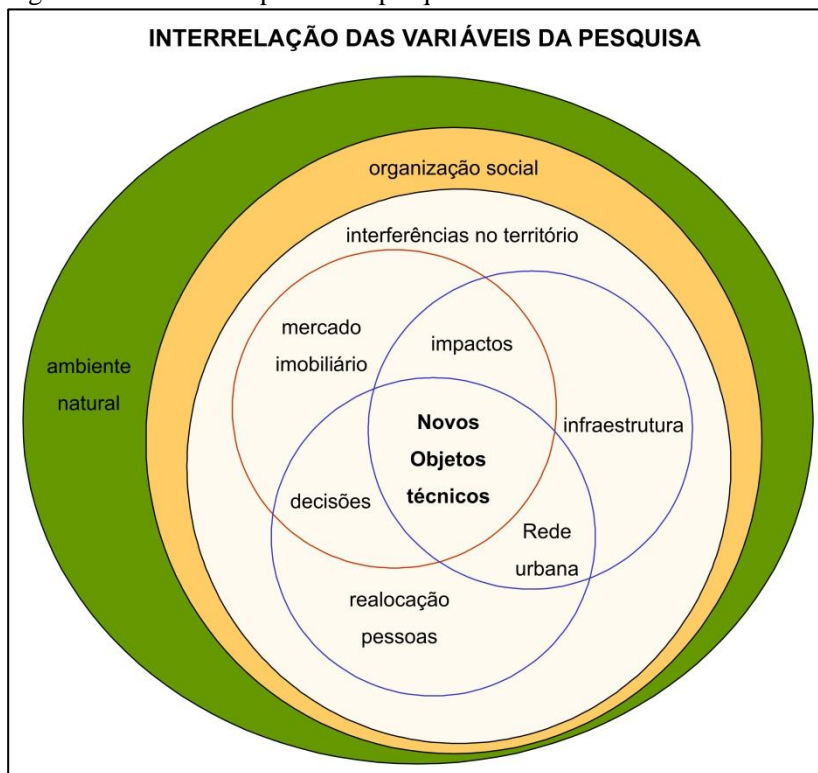 INTERRELAÇÃO DAS VARIÁVEIS DA PESQUISA
organização social
interferências no território
mercado
imobiliário
impactos
ambiente
natural
Novos
Objetos
técnicos
infraestrutura
decisões
Rede
urbana
realocação
pessoas